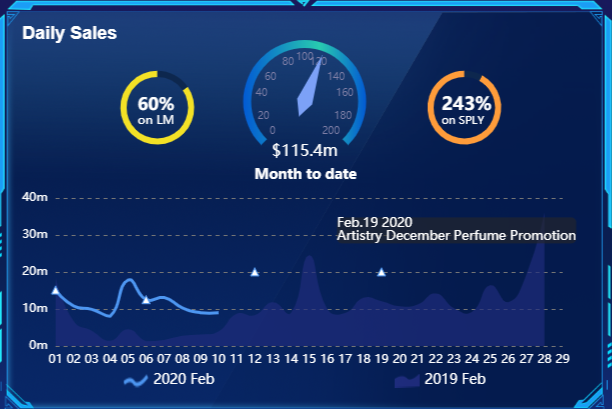 Daily Sales
60%
on LM
0
20
40
60
80
100
120
140
160
180
200
243%
on SPLY
$115.4m
Month to date
40m
30m
20m
10m
0m
Feb.19 2020
Artistry December Perfume Promotion
01 02 03 04 05 06 07 08 09 10 11 12 13 14 15 16 17 18 19 20 21 22 23 24 25 26 27 28 29
2020 Feb
2019 Feb